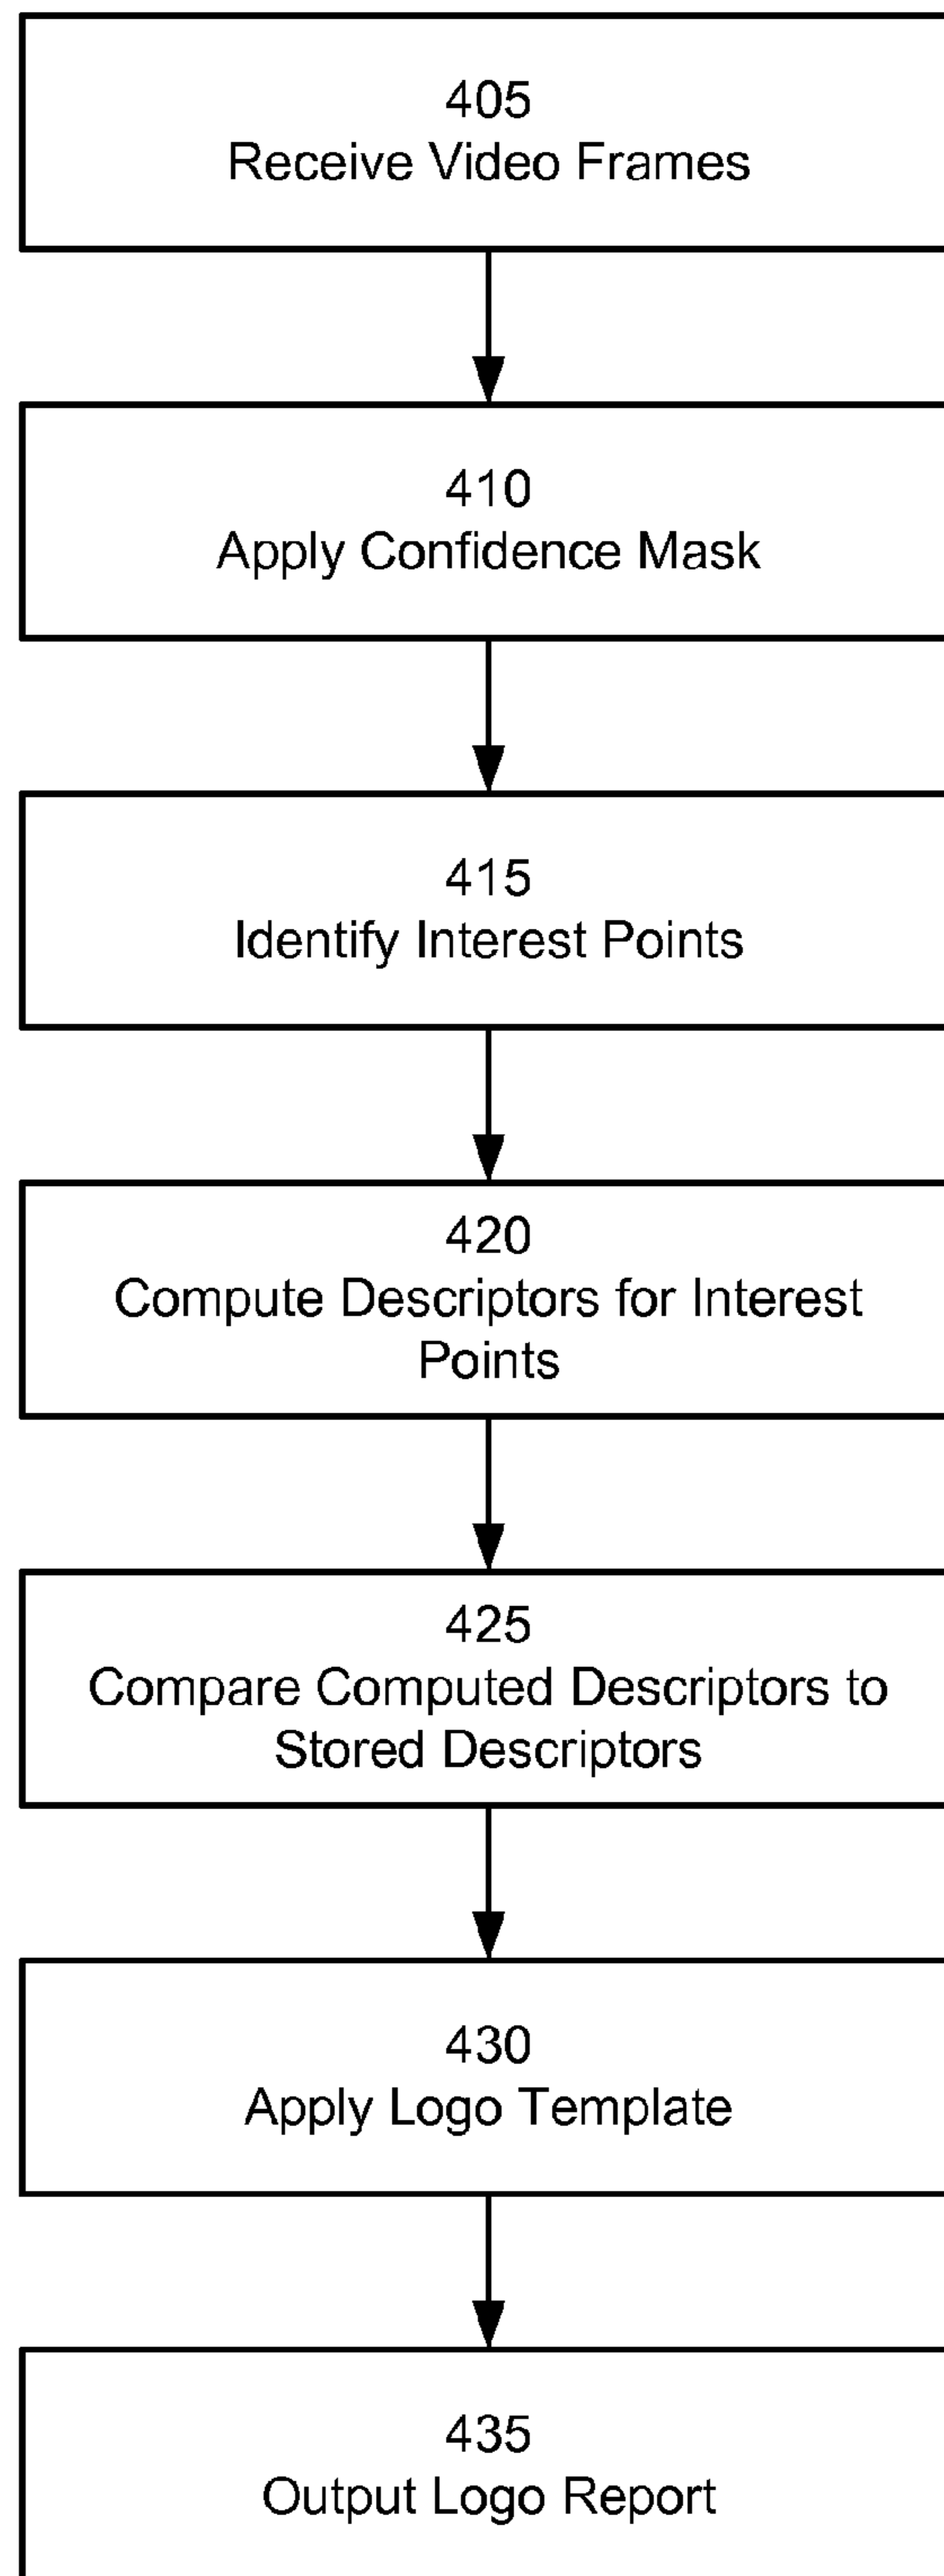 405
Receive Video Frames
410
Apply Confidence Mask
415
Identify Interest Points
420
Compute Descriptors for Interest
Points
425
Compare Computed Descriptors to
Stored Descriptors
430
Apply Logo Template
435
Output Logo Report